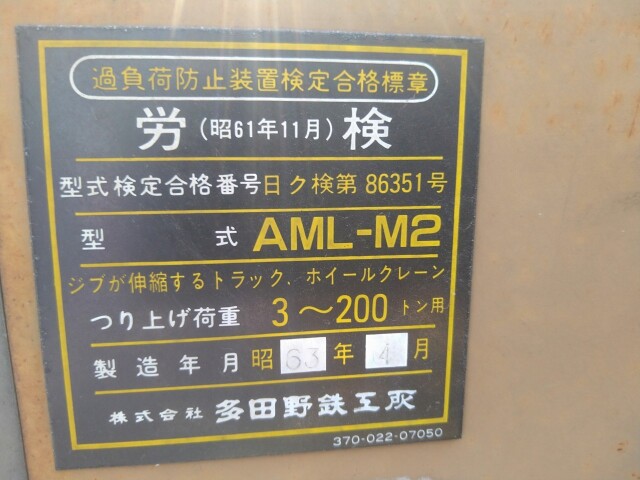 過負荷防止装置検定合格標章
労(昭61年11月)検
型式検定合格番号日ク検第86351号
型 式 AML-M2
ジブが伸縮するトラック、ホイールクレーン
つり上げ荷重 3～200トン用
製造年月 昭63年4月
株式会社 多田野鉄工所
370-022-07050